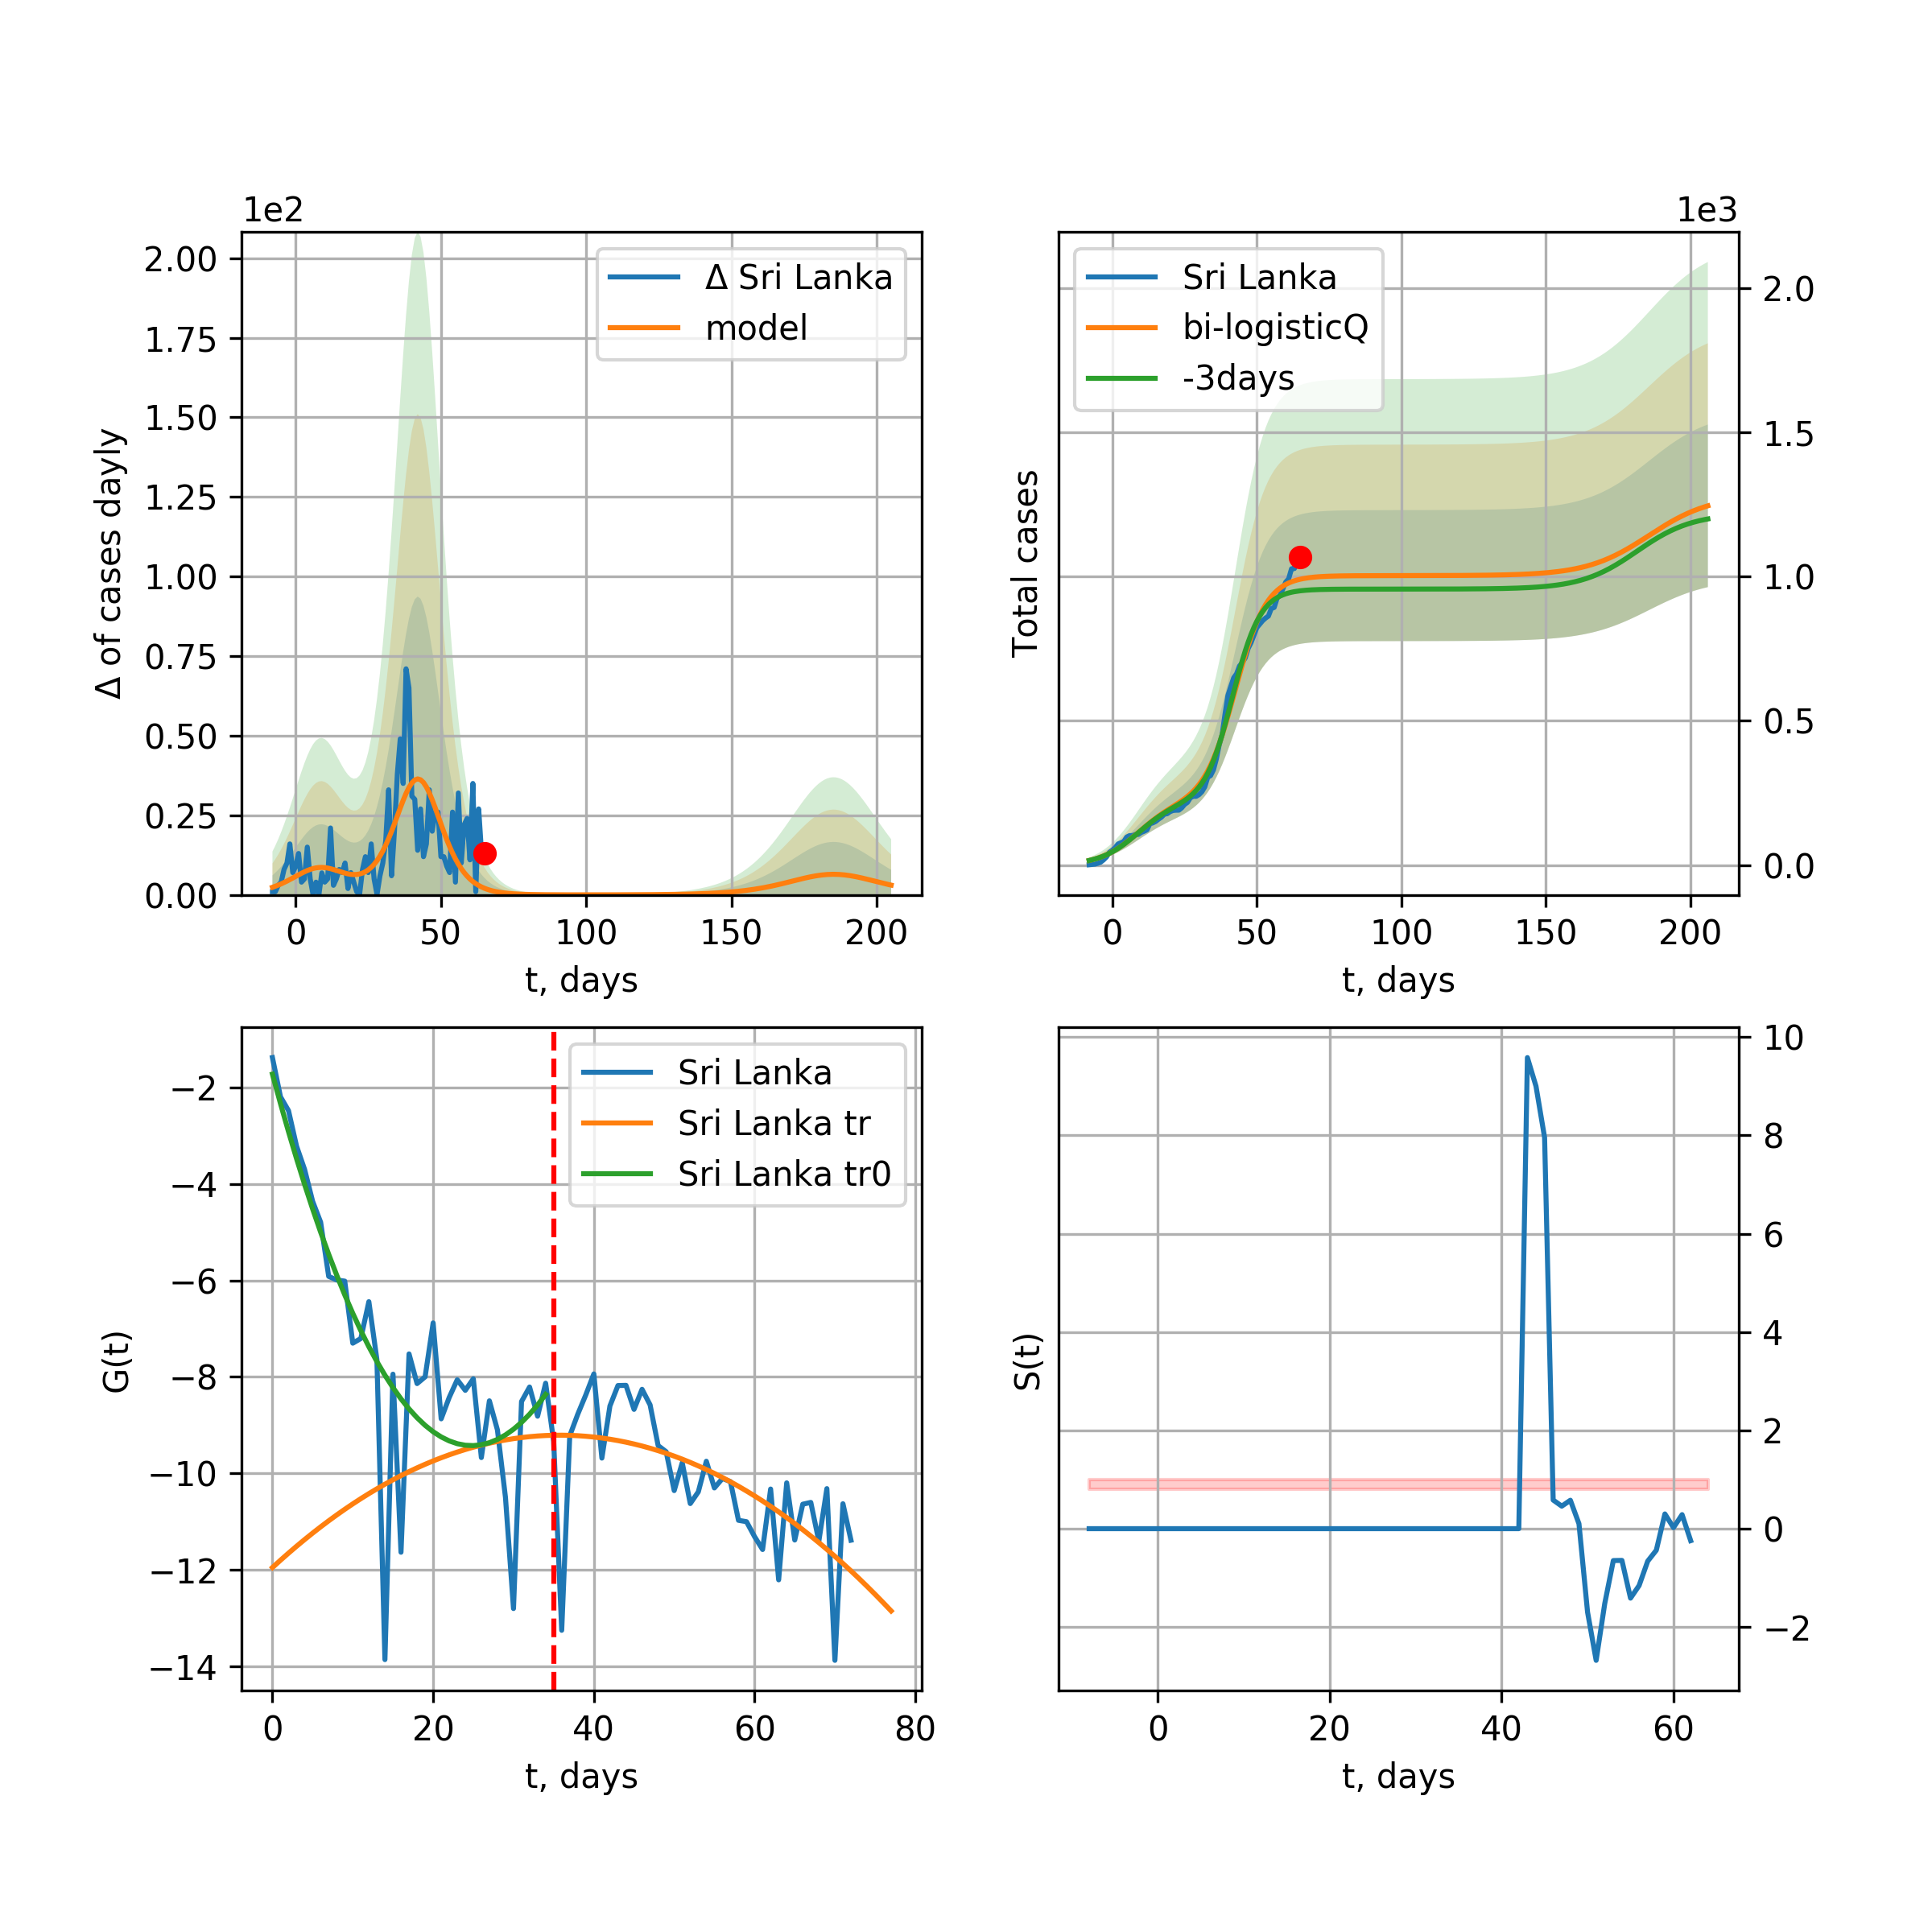 1e2
2.00
1.75
1.50
1.25
1.00
0.75
0.50
0.25
0.00
Δ of cases dayly
0 50 100 150 200
t, days
Δ Sri Lanka
model
1e3
2.0
1.5
1.0
0.5
0.0
Total cases
0 50 100 150 200
t, days
Sri Lanka
bi-logisticQ
-3days
−2
−4
−6
−8
−10
−12
−14
G(t)
0 20 40 60 80
t, days
Sri Lanka
Sri Lanka tr
Sri Lanka tr0
10
8
6
4
2
0
−2
S(t)
0 20 40 60
t, days